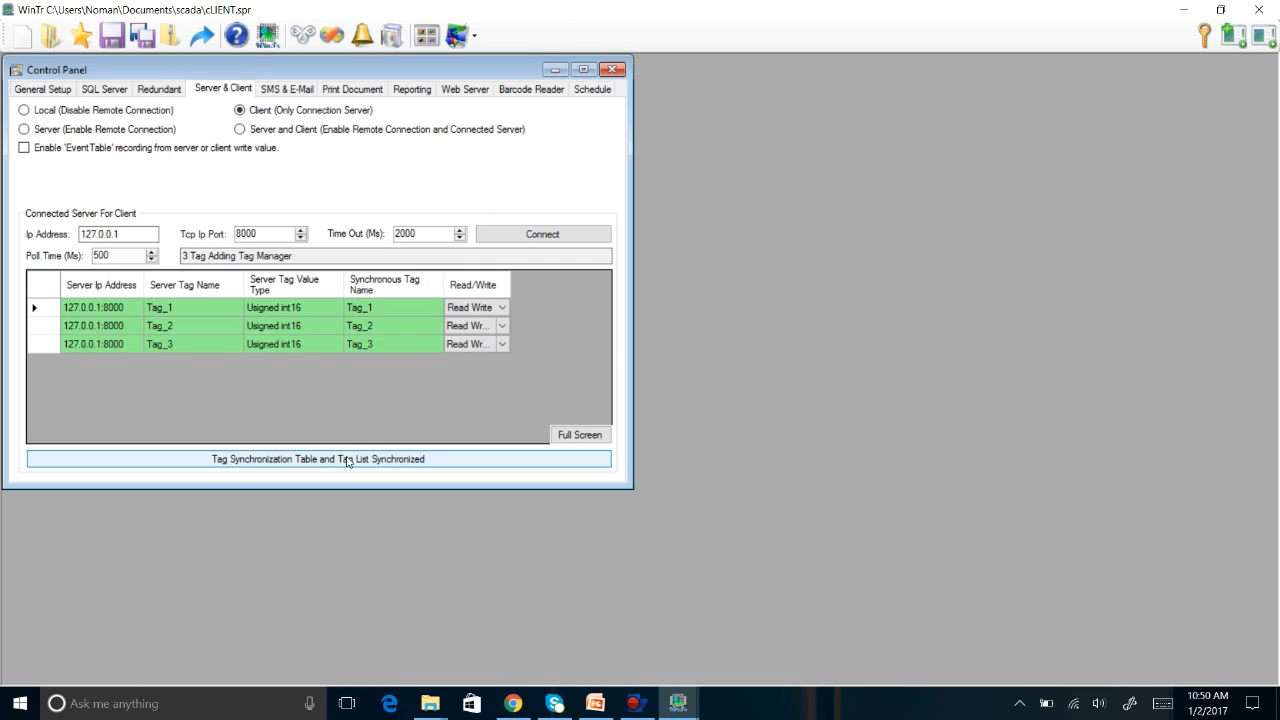 WinTr C:\Users\Noman\Documents\scada\cLIENT.spr
WinTr
Control Panel
General Setup SQL Server Redundant Server & Client SMS & E-Mail Print Document Reporting Web Server Barcode Reader Schedule
Local (Disable Remote Connection) Client (Only Connection Server)
Server (Enable Remote Connection) Server and Client (Enable Remote Connection and Connected Server)
Enable 'EventTable' recording from server or client write value.
Connected Server For Client
Ip Address: 127.0.0.1 Tcp Ip Port: 8000 Time Out (Ms): 2000 Connect
Poll Time (Ms): 500 3 Tag Adding Tag Manager
Server Ip Address Server Tag Name Server Tag Value Type Synchronous Tag Name Read/Write
127.0.0.1:8000 Tag_1 Usigned int16 Tag_1 Read Write
127.0.0.1:8000 Tag_2 Usigned int16 Tag_2 Read Wr...
127.0.0.1:8000 Tag_3 Usigned int16 Tag_3 Read Wr...
Full Screen
Tag Synchronization Table and Tag List Synchronized
Ask me anything
10:50 AM
1/2/2017